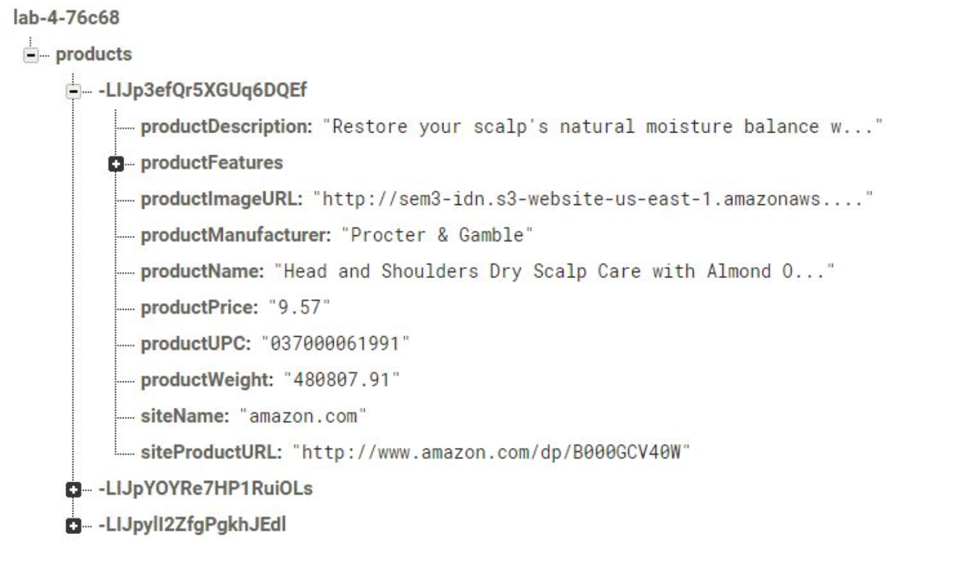 lab-4-76c68
products
-LIJp3efQr5XGUq6DQEf
productDescription: "Restore your scalp's natural moisture balance w..."
productFeatures
productImageURL: "http://sem3-idn.s3-website-us-east-1.amazonaws...."
productManufacturer: "Procter & Gamble"
productName: "Head and Shoulders Dry Scalp Care with Almond O..."
productPrice: "9.57"
productUPC: "037000061991"
productWeight: "480807.91"
siteName: "amazon.com"
siteProductURL: "http://www.amazon.com/dp/B000GCV40W"
-LIJpYOYRe7HP1RuiOLs
-LIJpylI2ZfgPgkhJEdl